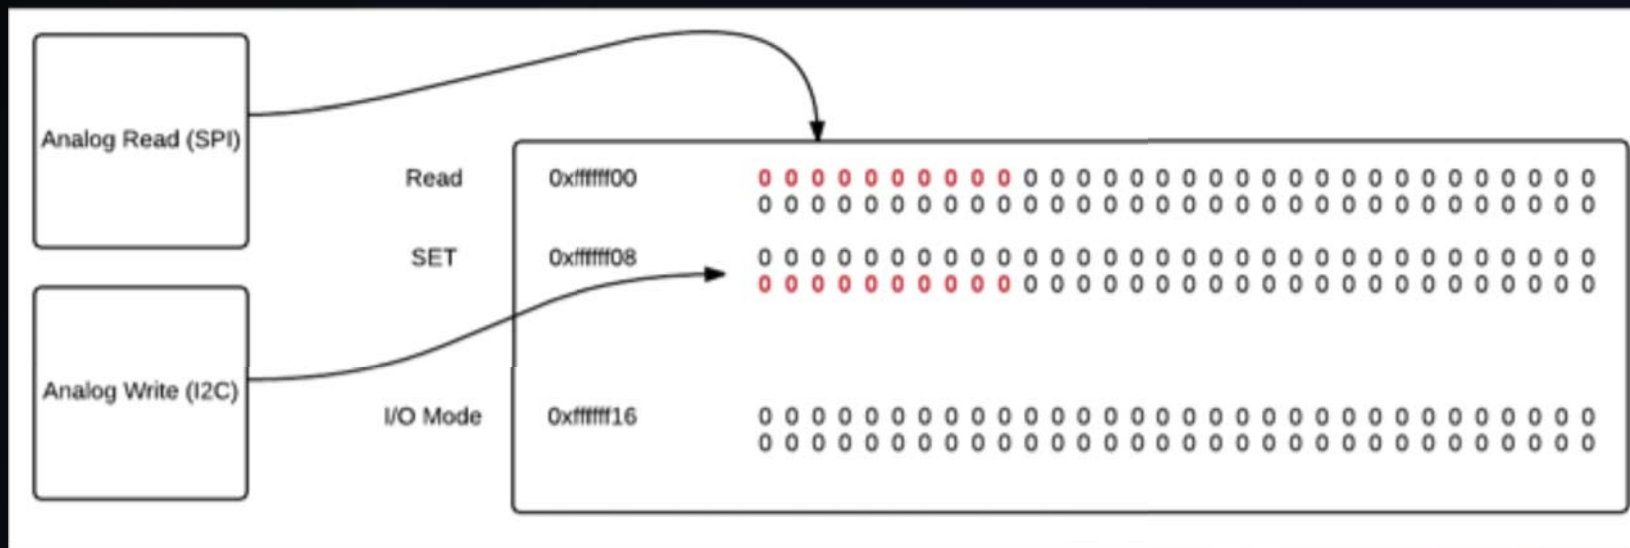 Analog Read (SPI)
Read 0xffffff00 0 0 0 0 0 0 0 0 0 0 0 0 0 0 0 0 0 0 0 0 0 0 0 0 0 0 0 0 0 0 0 0
0 0 0 0 0 0 0 0 0 0 0 0 0 0 0 0 0 0 0 0 0 0 0 0 0 0 0 0 0 0 0 0
SET 0xffffff08 0 0 0 0 0 0 0 0 0 0 0 0 0 0 0 0 0 0 0 0 0 0 0 0 0 0 0 0 0 0 0 0
0 0 0 0 0 0 0 0 0 0 0 0 0 0 0 0 0 0 0 0 0 0 0 0 0 0 0 0 0 0 0 0
Analog Write (I2C)
I/O Mode 0xffffff16 0 0 0 0 0 0 0 0 0 0 0 0 0 0 0 0 0 0 0 0 0 0 0 0 0 0 0 0 0 0 0 0
0 0 0 0 0 0 0 0 0 0 0 0 0 0 0 0 0 0 0 0 0 0 0 0 0 0 0 0 0 0 0 0